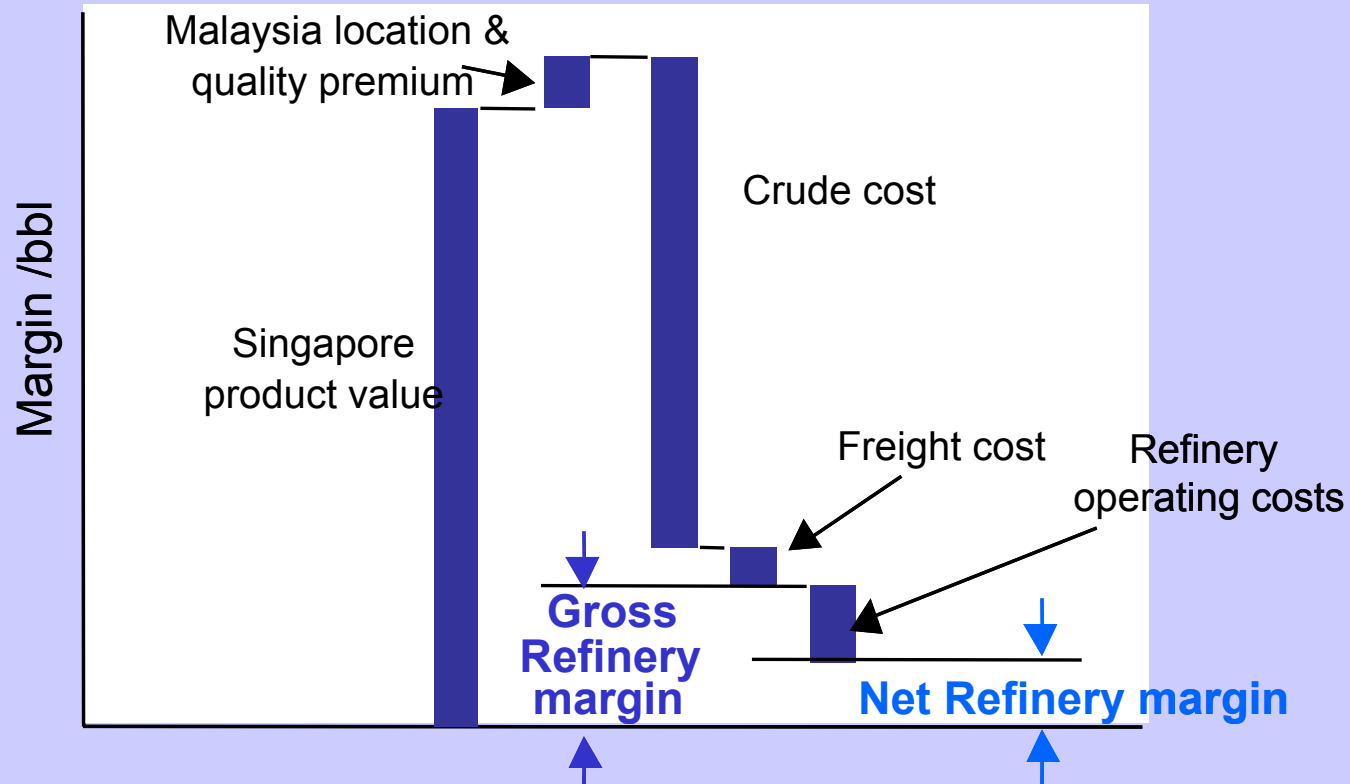 Malaysia location &
quality premium
Margin /bbl
Crude cost
Singapore
product value
Freight cost
Refinery
operating costs
Gross
Refinery
margin
Net Refinery margin